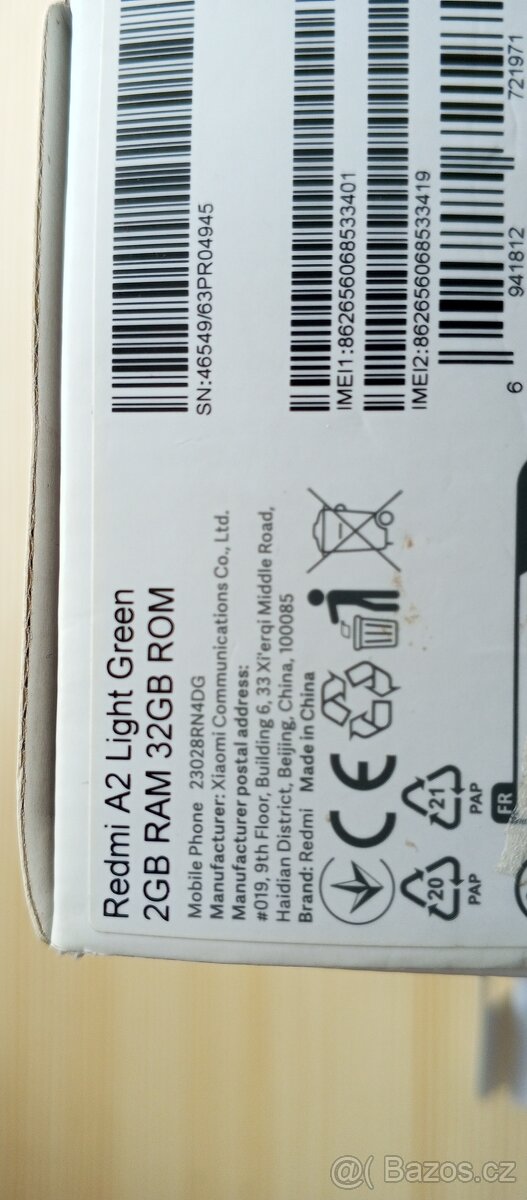 Redmi A2 Light Green
2GB RAM 32GB ROM
Mobile Phone 23028RN4DG
Manufacturer: Xiaomi Communications Co., Ltd.
Manufacturer postal address:
#019, 9th Floor, Building 6, 33 Xi'erqi Middle Road,
Haidian District, Beijing, China, 100085
Brand: Redmi Made in China
CE
20
PAP
21
PAP
FR
SN:46549/63PR04945
IMEI1:862656068533401
IMEI2:862656068533419
6 941812 721971
@( Bazos.cz